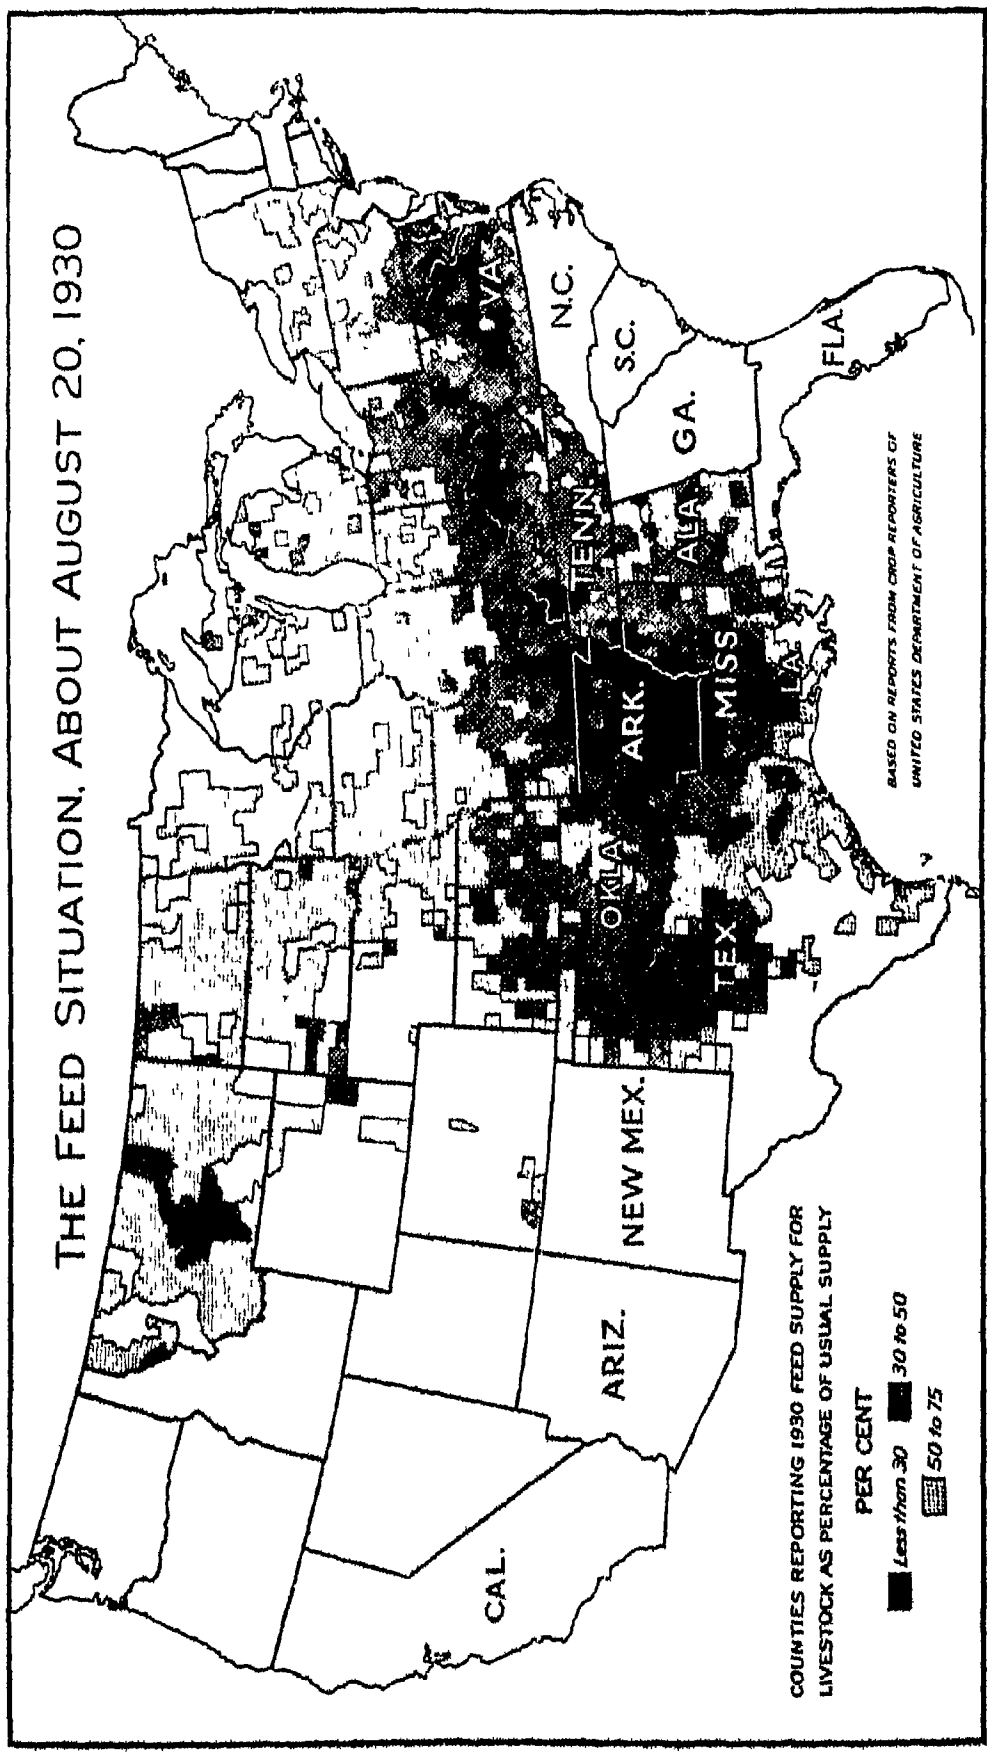 THE FEED SITUATION, ABOUT AUGUST 20, 1930
VA.
N.C.
S.C.
GA.
FLA.
TENN.
ALA.
MISS.
LA.
ARK.
OKLA.
TEX.
NEW MEX.
ARIZ.
CAL.
COUNTIES REPORTING 1930 FEED SUPPLY FOR
LIVESTOCK AS PERCENTAGE OF USUAL SUPPLY
PER CENT
Less than 30
30 to 50
50 to 75
BASED ON REPORTS FROM CROP REPORTERS OF
UNITED STATES DEPARTMENT OF AGRICULTURE